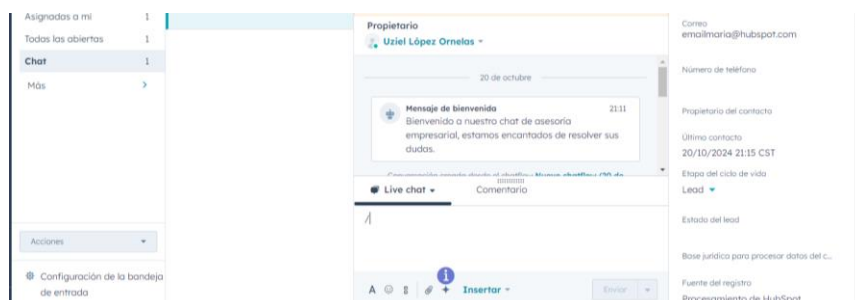 Asignadas a mí 1
Todas las abiertas 1
Chat 1
Más
Acciones
Configuración de la bandeja
de entrada
Propietario
Uziel López Ornelas
20 de octubre
Mensaje de bienvenida 21:11
Bienvenido a nuestro chat de asesoría
empresarial, estamos encantados de resolver sus
dudas.
Live chat
Comentario
/
A
Insertar
Enviar
Correo
emailmaria@hubspot.com
Número de teléfono
Propietario del contacto
Último contacto
20/10/2024 21:15 CST
Etapa del ciclo de vida
Lead
Estado del lead
Base jurídica para procesar datos del c...
Fuente del registro
Procesamiento de HubSpot